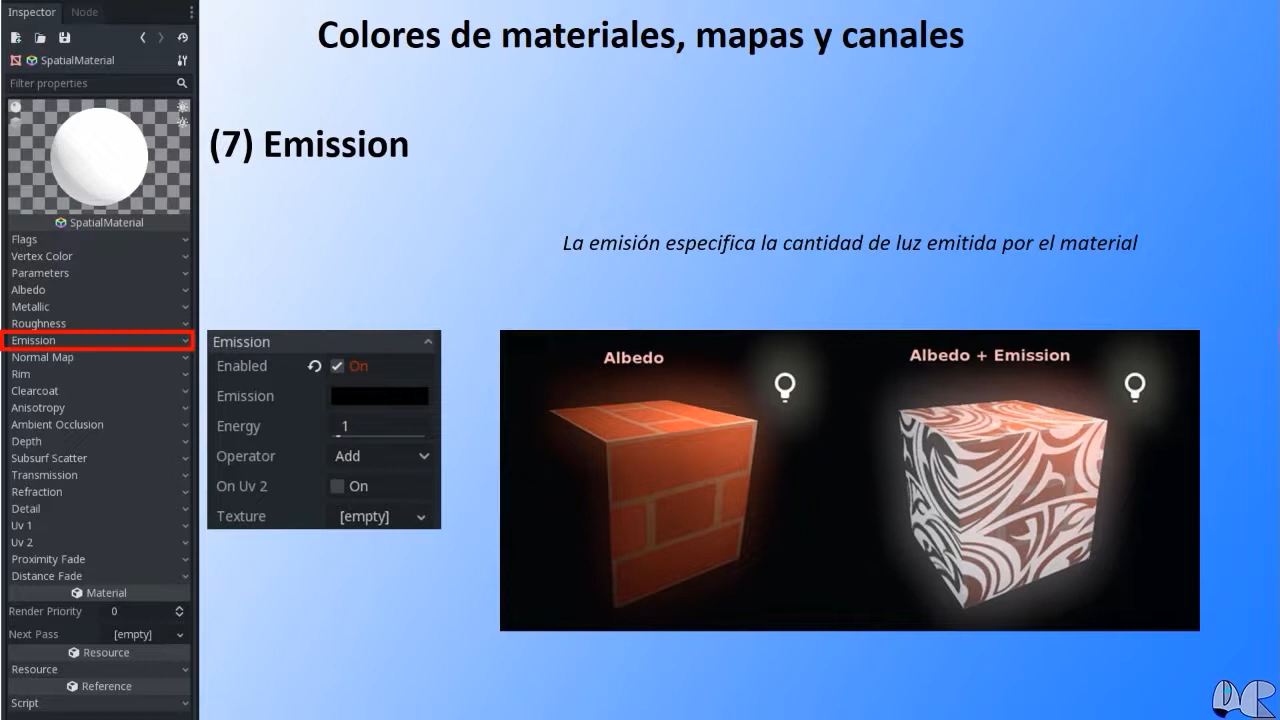 Inspector
Node
SpatialMaterial
Filter properties
SpatialMaterial
Flags
Vertex Color
Parameters
Albedo
Metallic
Roughness
Emission
Normal Map
Rim
Clearcoat
Anisotropy
Ambient Occlusion
Depth
Subsurf Scatter
Transmission
Refraction
Detail
Uv 1
Uv 2
Proximity Fade
Distance Fade
Material
Render Priority 0
Next Pass [empty]
Resource
Resource
Reference
Script
Colores de materiales, mapas y canales
(7) Emission
La emisión especifica la cantidad de luz emitida por el material
Emission
Enabled On
Emission
Energy 1
Operator Add
On Uv 2 On
Texture [empty]
Albedo
Albedo + Emission